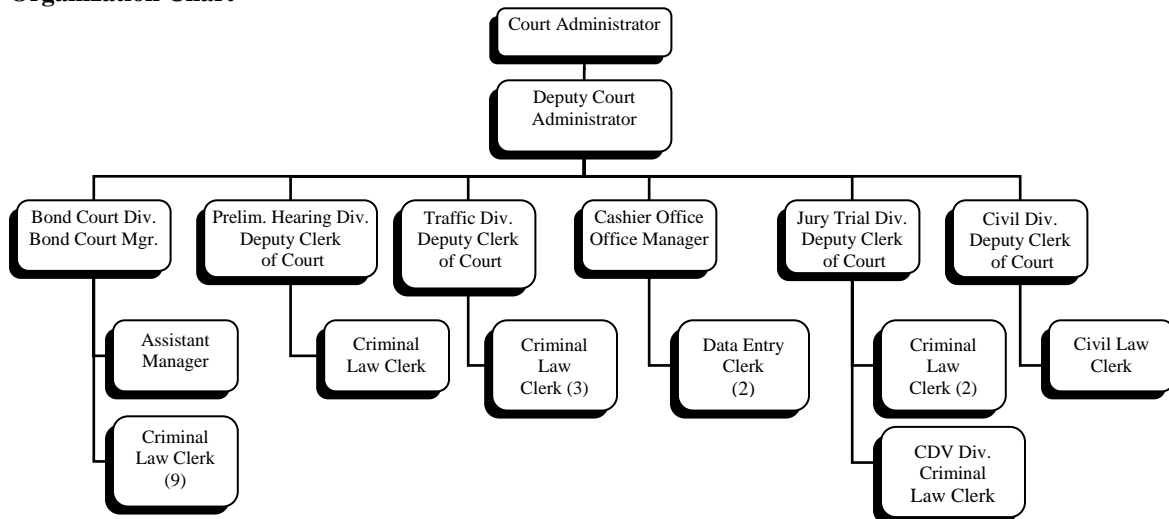 Organization Chart
Court Administrator
Deputy Court
Administrator
Bond Court Div.
Bond Court Mgr.
Prelim. Hearing Div.
Deputy Clerk
of Court
Traffic Div.
Deputy Clerk
of Court
Cashier Office
Office Manager
Jury Trial Div.
Deputy Clerk
of Court
Civil Div.
Deputy Clerk
of Court
Assistant
Manager
Criminal
Law Clerk
Criminal
Law
Clerk (3)
Data Entry
Clerk
(2)
Criminal
Law
Clerk (2)
Civil Law
Clerk
Criminal
Law Clerk
(9)
CDV Div.
Criminal
Law Clerk